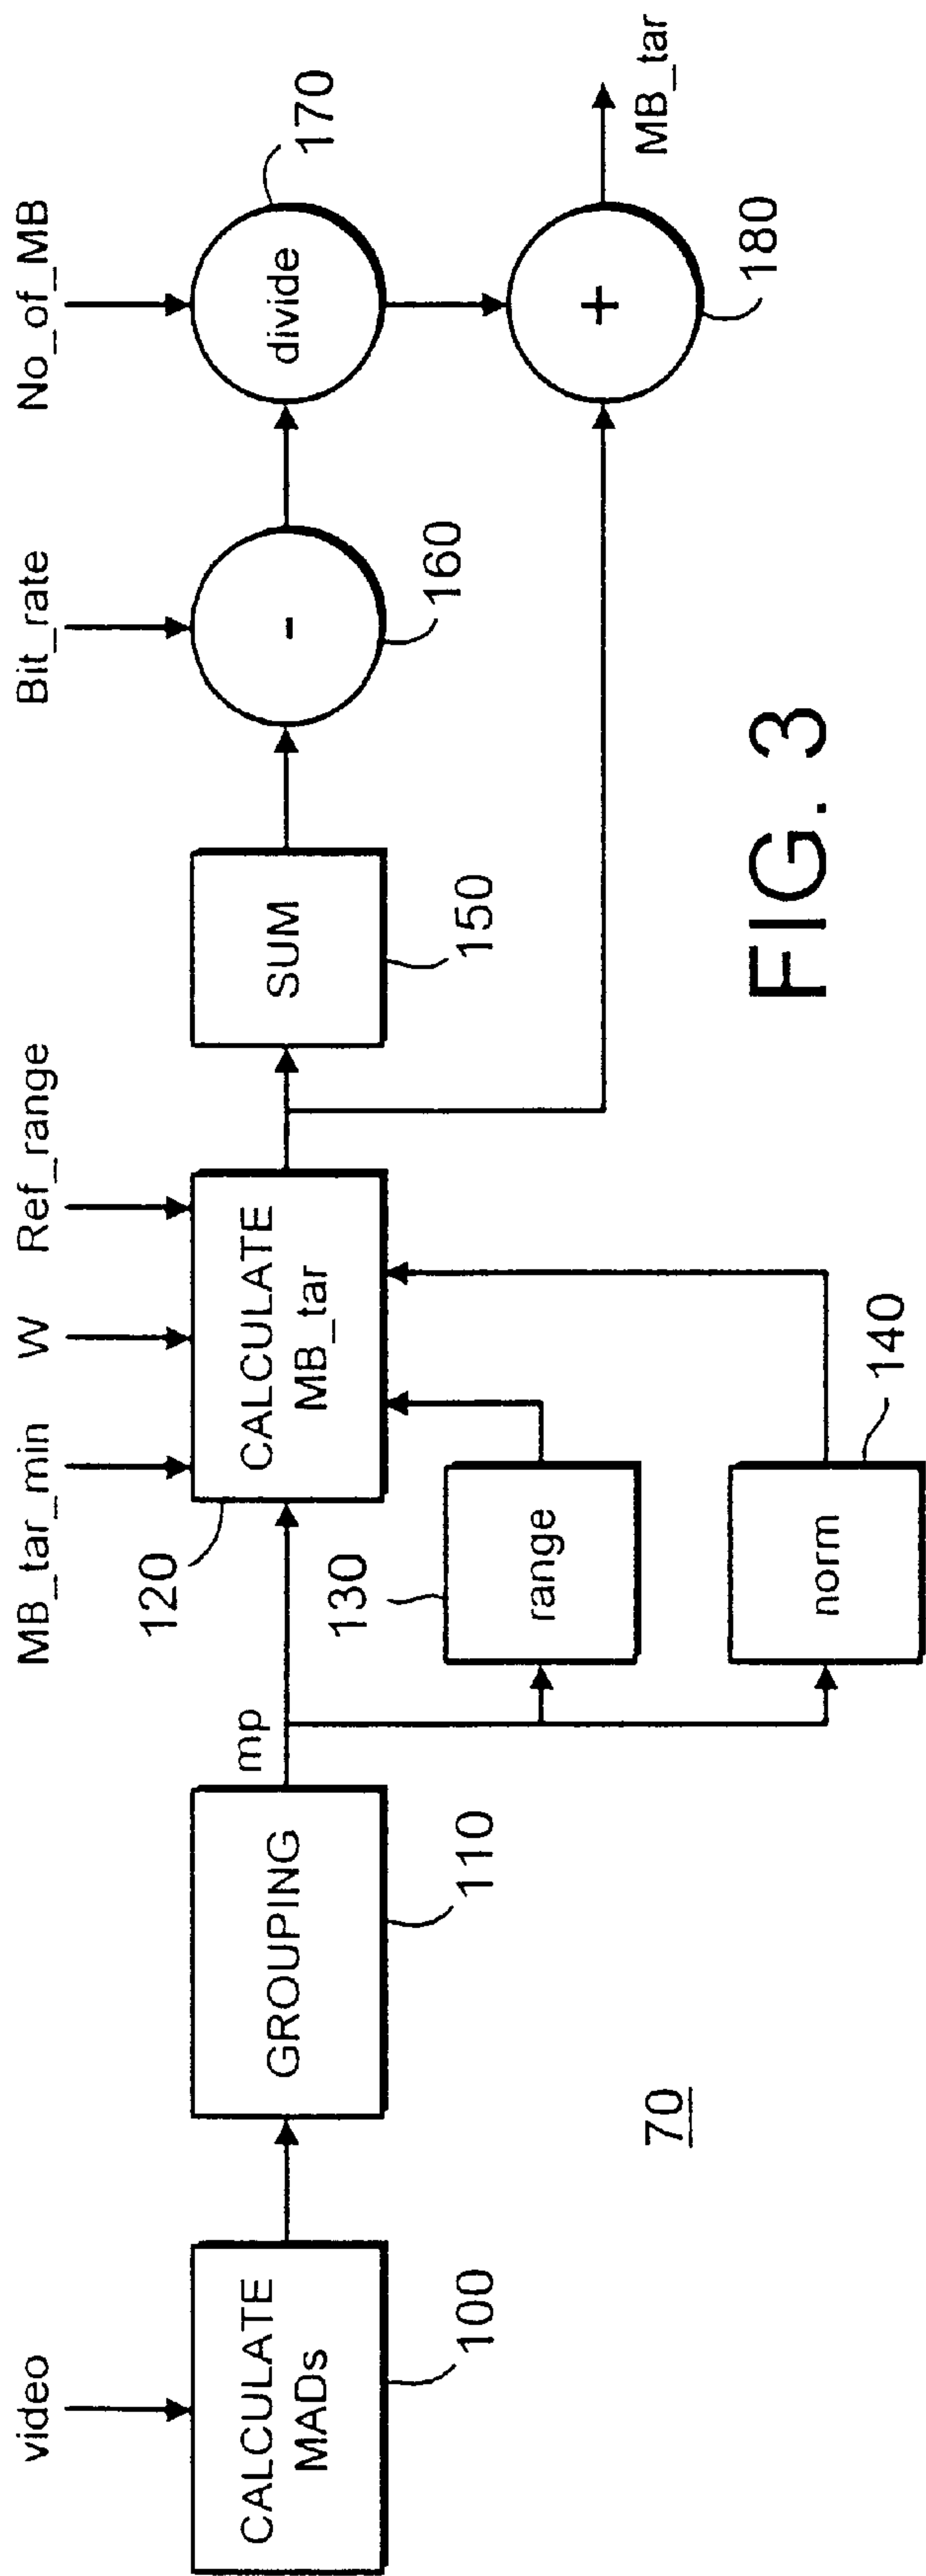 video
MB_tar_min
W
Ref_range
Bit_rate
No_of_MB
CALCULATE
MADs
100
GROUPING
110
mp
CALCULATE
MB_tar
120
SUM
150
-
160
divide
170
range
130
norm
140
+
180
MB_tar
70
FIG. 3